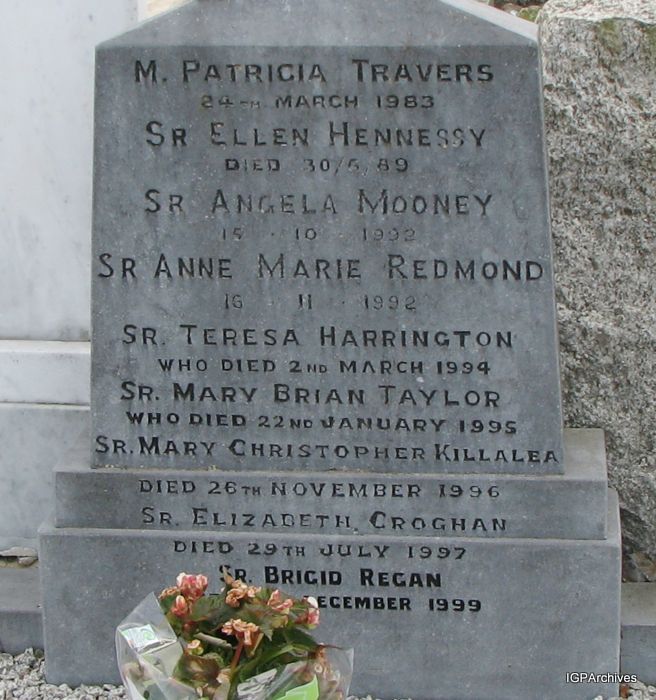 M. PATRICIA TRAVERS
24TH MARCH 1983
SR ELLEN HENNESSY
DIED 30/6/89
SR ANGELA MOONEY
15 · 10 · 1992
SR ANNE MARIE REDMOND
16 · 11 · 1992
SR. TERESA HARRINGTON
WHO DIED 2ND MARCH 1994
SR. MARY BRIAN TAYLOR
WHO DIED 22ND JANUARY 1995
SR. MARY CHRISTOPHER KILLALEA
DIED 26TH NOVEMBER 1996
SR. ELIZABETH CROGHAN
DIED 29TH JULY 1997
SR. BRIGID REGAN
DECEMBER 1999
IGPArchives